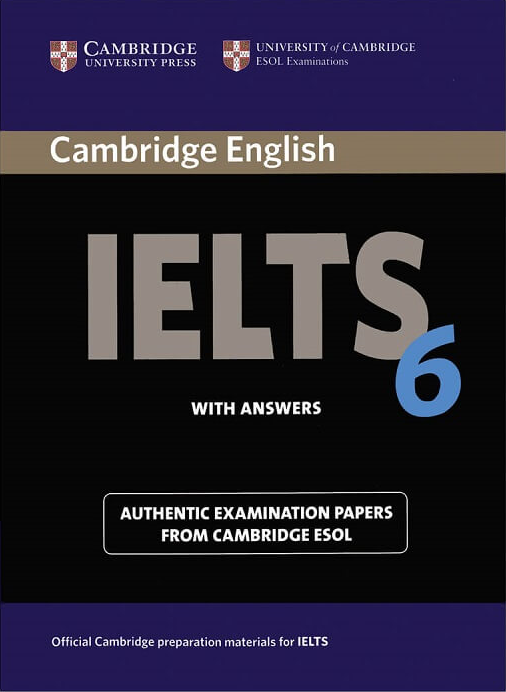 CAMBRIDGE
UNIVERSITY PRESS
UNIVERSITY of CAMBRIDGE
ESOL Examinations
Cambridge English
IELTS
6
WITH ANSWERS
AUTHENTIC EXAMINATION PAPERS
FROM CAMBRIDGE ESOL
Official Cambridge preparation materials for IELTS